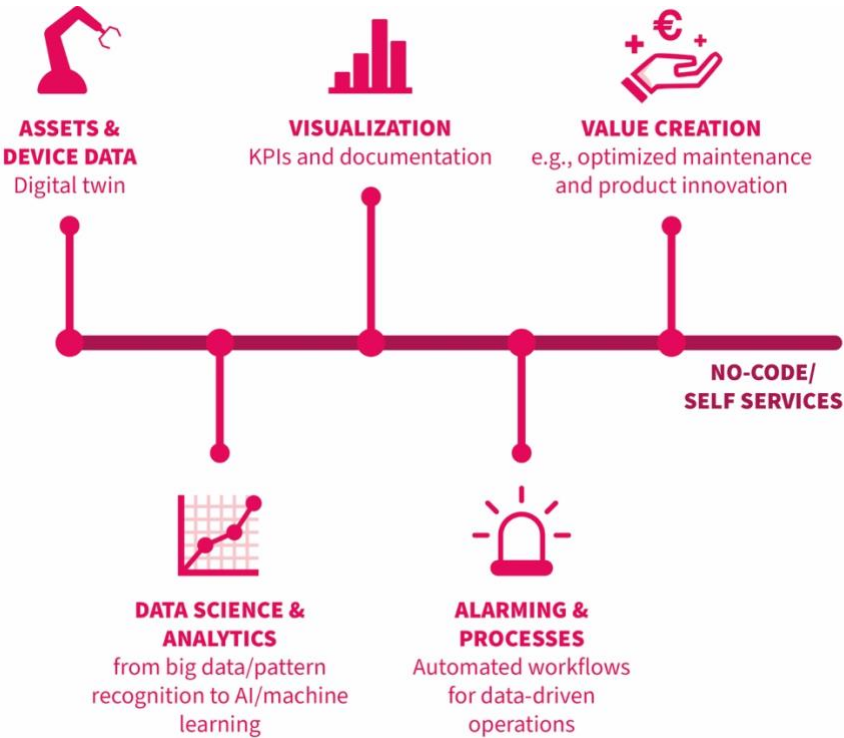 €
ASSETS &
DEVICE DATA
Digital twin
VISUALIZATION
KPIs and documentation
VALUE CREATION
e.g., optimized maintenance
and product innovation
NO-CODE/
SELF SERVICES
DATA SCIENCE &
ANALYTICS
from big data/pattern
recognition to AI/machine
learning
ALARMING &
PROCESSES
Automated workflows
for data-driven
operations